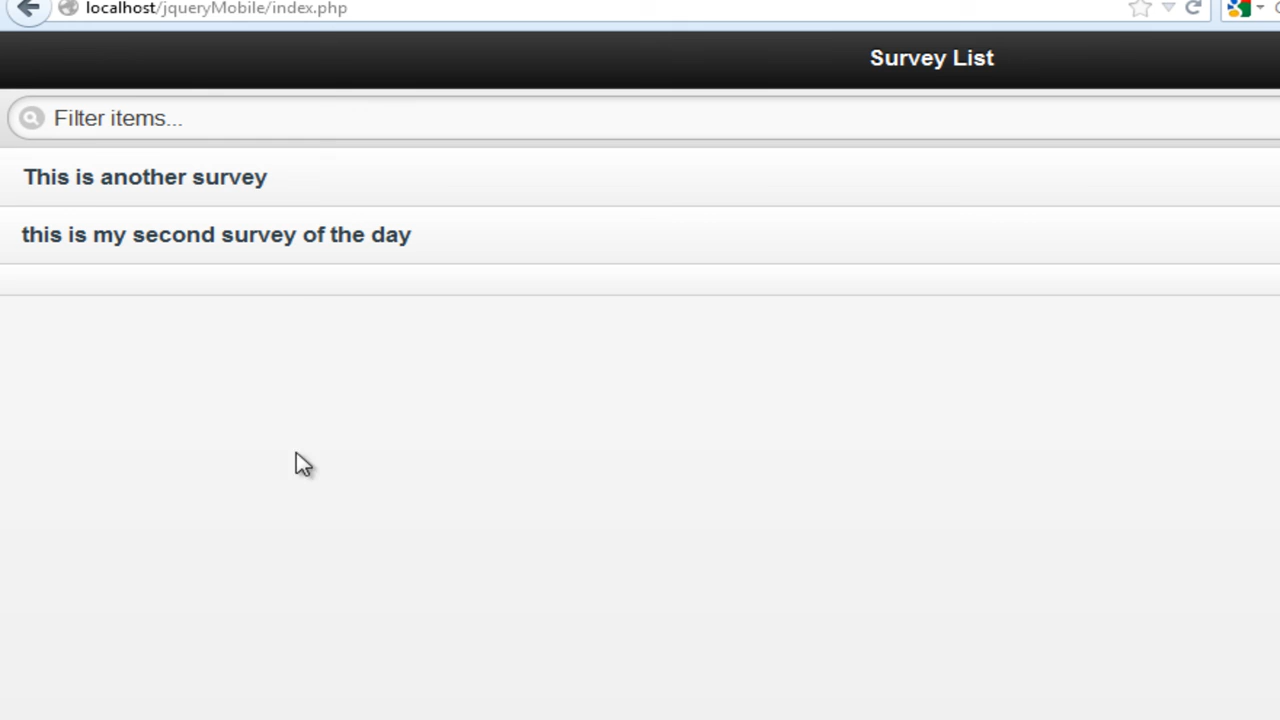 localhost/jqueryMobile/index.php
Survey List
Filter items...
This is another survey
this is my second survey of the day